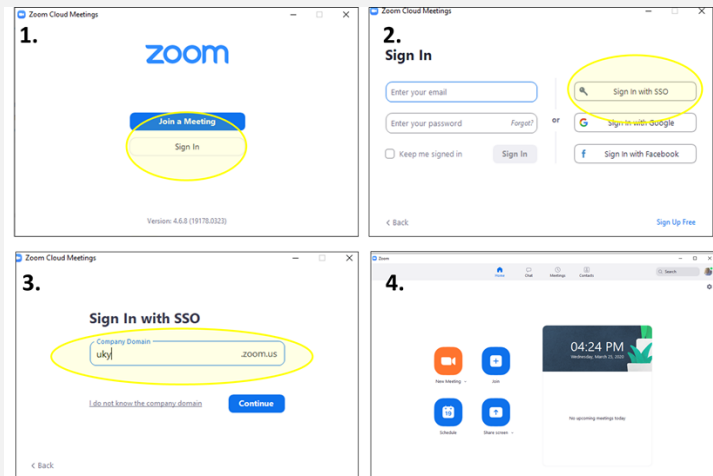 Zoom Cloud Meetings
1.
zoom
Join a Meeting
Sign In
Version: 4.6.8 (19178.0323)
Zoom Cloud Meetings
2.
Sign In
Enter your email
Enter your password Forgot?
Keep me signed in Sign In
or
Sign In with SSO
Sign In with Google
Sign In with Facebook
< Back
Sign Up Free
Zoom Cloud Meetings
3.
Sign In with SSO
Company Domain
uky .zoom.us
I do not know the company domain Continue
< Back
Zoom
4.
Home Chat Meetings Contacts Search
04:24 PM
Wednesday, March 25, 2020
New Meeting Join
19
Schedule Share screen
No upcoming meetings today